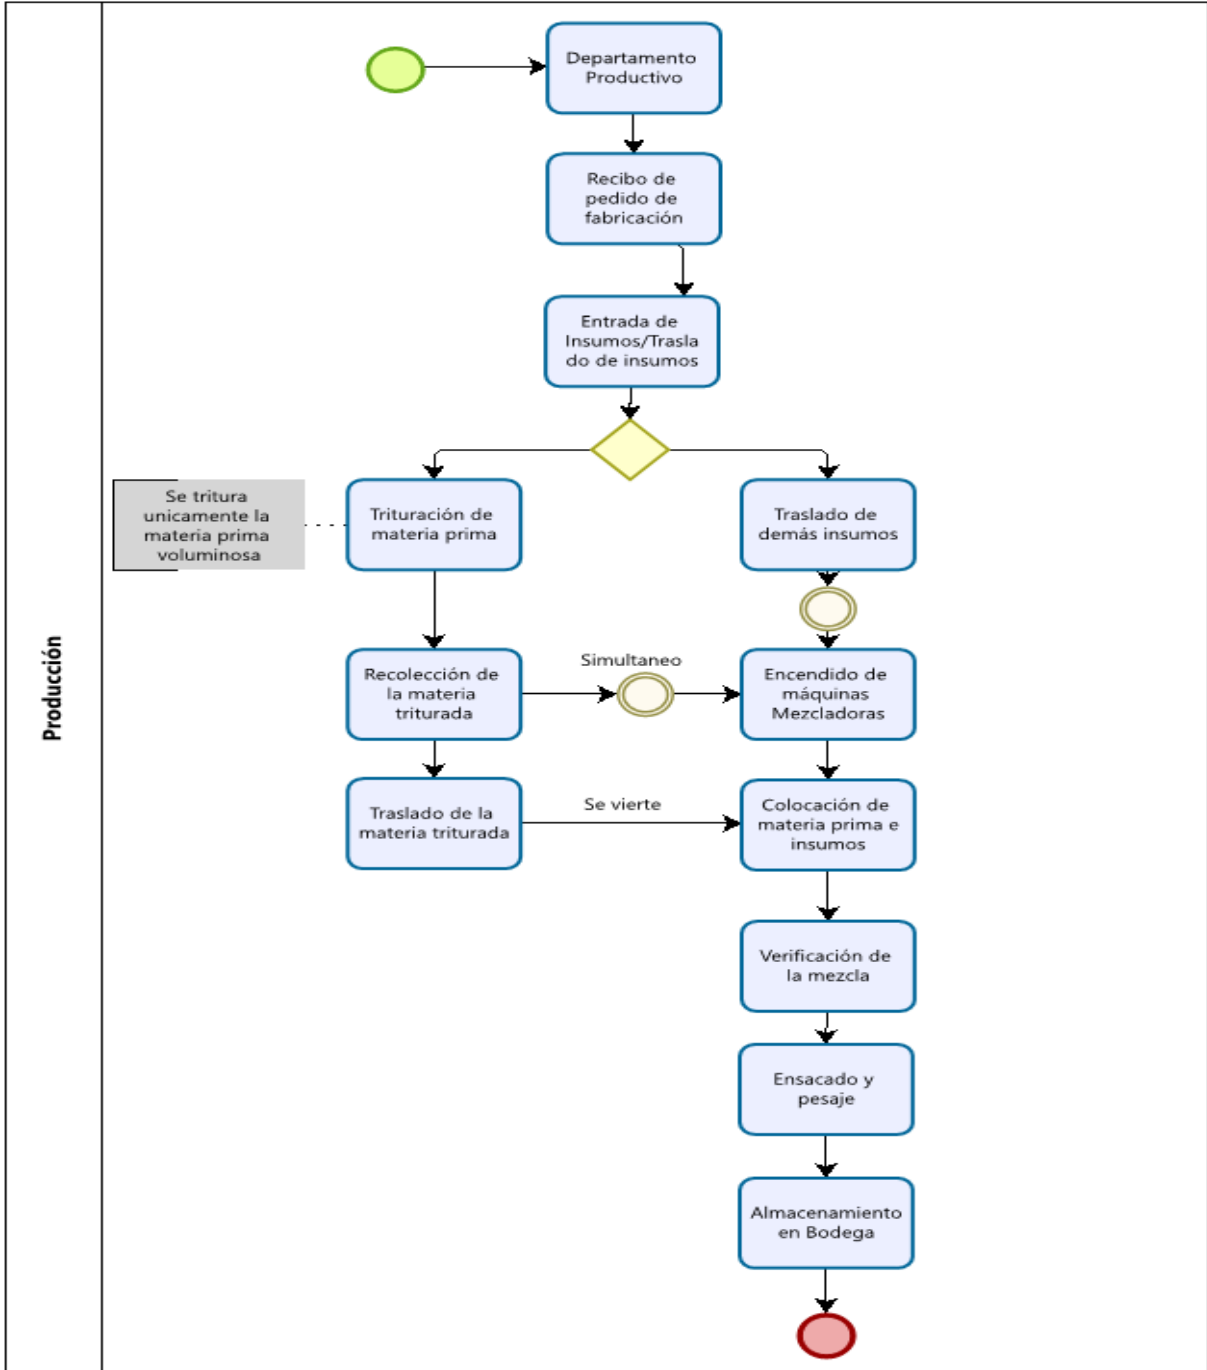 Producción
Departamento
Productivo
Recibo de
pedido de
fabricación
Entrada de
Insumos/Trasla
do de insumos
Se tritura
unicamente la
materia prima
voluminosa
Trituración de
materia prima
Traslado de
demás insumos
Recolección de
la materia
triturada
Simultaneo
Encendido de
máquinas
Mezcladoras
Traslado de la
materia triturada
Se vierte
Colocación de
materia prima e
insumos
Verificación de
la mezcla
Ensacado y
pesaje
Almacenamiento
en Bodega